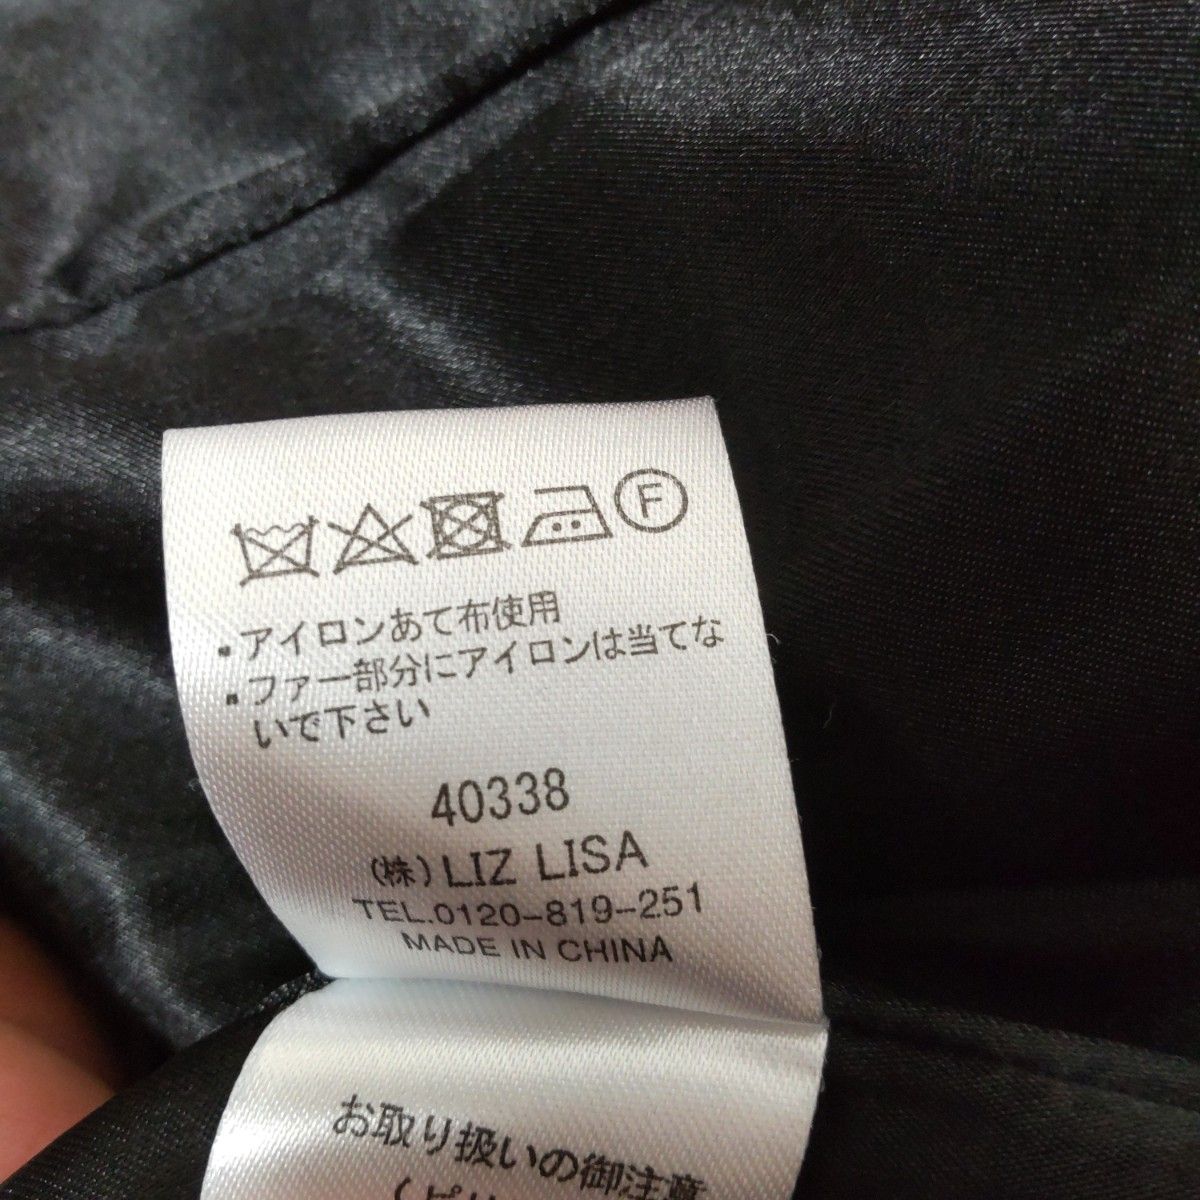 F
・アイロンあて布使用
・ファー部分にアイロンは当てな
いで下さい
40338
(株) LIZ LISA
TEL.0120-819-251
MADE IN CHINA
お取り扱いの御注意